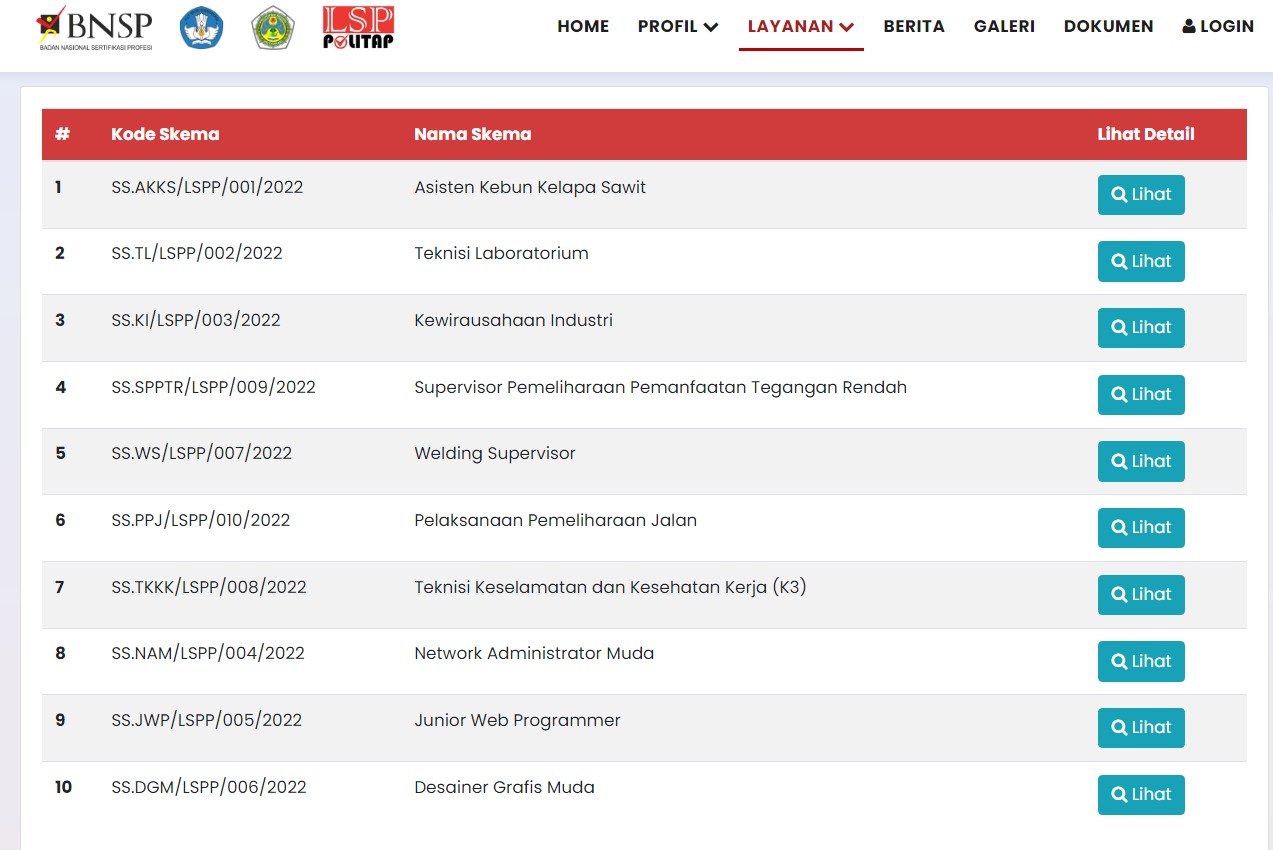 BNSP
BADAN NASIONAL SERTIFIKASI PROFESI
LSP
POLITAP
HOME PROFIL LAYANAN BERITA GALERI DOKUMEN LOGIN
# Kode Skema Nama Skema Lihat Detail
1 SS.AKKS/LSPP/001/2022 Asisten Kebun Kelapa Sawit Lihat
2 SS.TL/LSPP/002/2022 Teknisi Laboratorium Lihat
3 SS.KI/LSPP/003/2022 Kewirausahaan Industri Lihat
4 SS.SPPTR/LSPP/009/2022 Supervisor Pemeliharaan Pemanfaatan Tegangan Rendah Lihat
5 SS.WS/LSPP/007/2022 Welding Supervisor Lihat
6 SS.PPJ/LSPP/010/2022 Pelaksanaan Pemeliharaan Jalan Lihat
7 SS.TKKK/LSPP/008/2022 Teknisi Keselamatan dan Kesehatan Kerja (K3) Lihat
8 SS.NAM/LSPP/004/2022 Network Administrator Muda Lihat
9 SS.JWP/LSPP/005/2022 Junior Web Programmer Lihat
10 SS.DGM/LSPP/006/2022 Desainer Grafis Muda Lihat